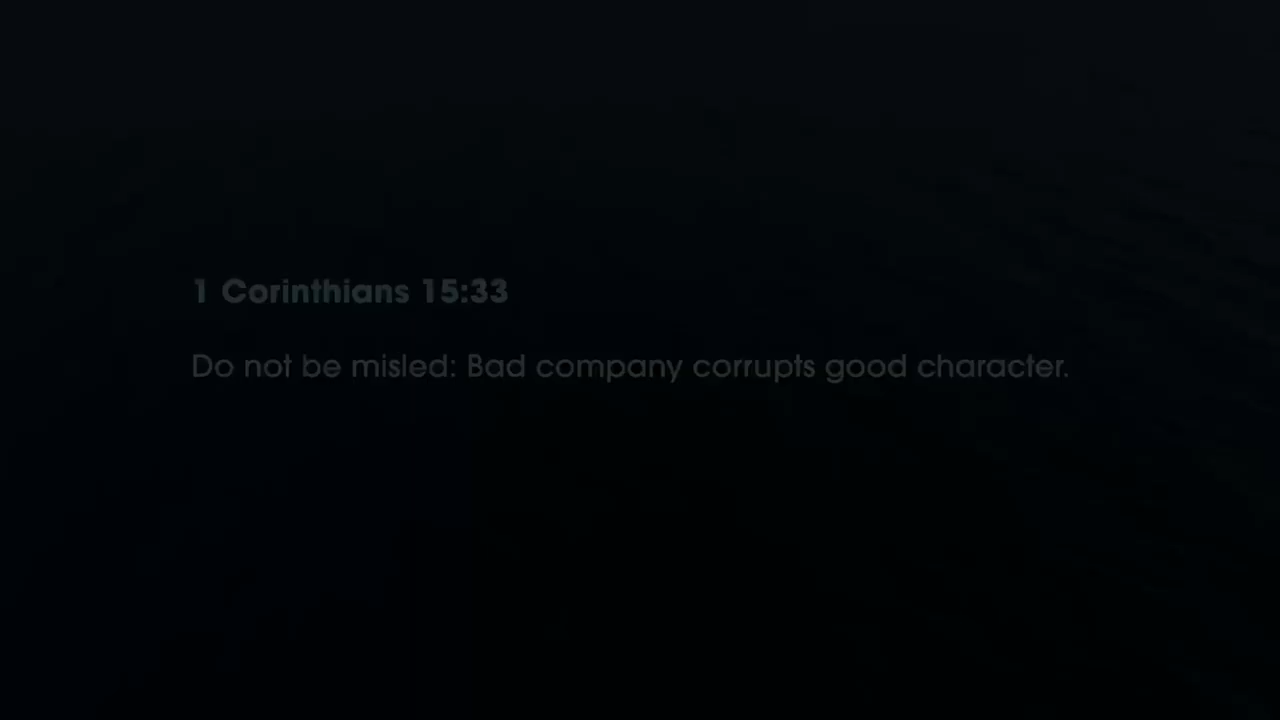 1 Corinthians 15:33
Do not be misled: Bad company corrupts good character.